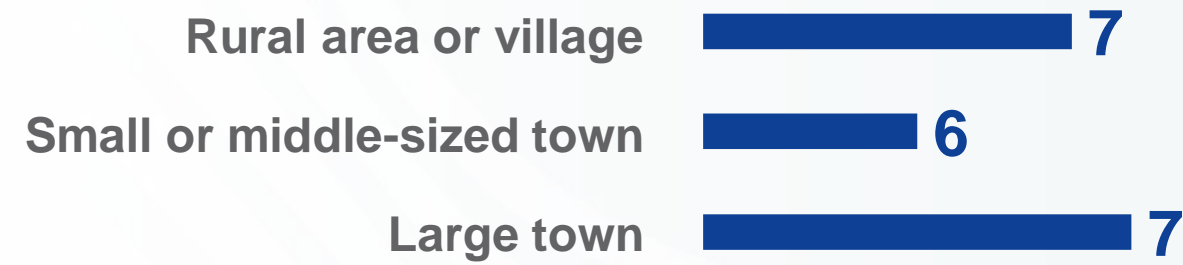 Rural area or village 7
Small or middle-sized town 6
Large town 7